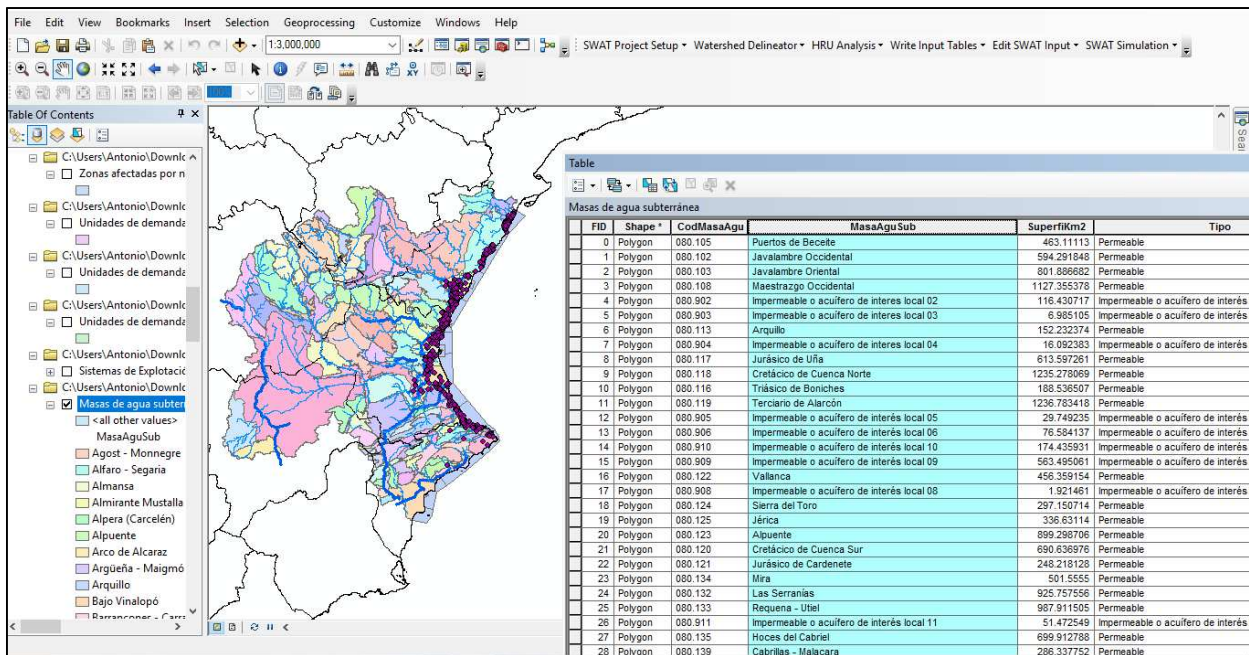 File Edit View Bookmarks Insert Selection Geoprocessing Customize Windows Help
1:3,000,000 SWAT Project Setup Watershed Delineator HRU Analysis Write Input Tables Edit SWAT Input SWAT Simulation
100%
Table Of Contents
C:\Users\Antonio\Downlc
Zonas afectadas por n
C:\Users\Antonio\Downlc
Unidades de demanda
C:\Users\Antonio\Downlc
Unidades de demanda
C:\Users\Antonio\Downlc
Unidades de demanda
C:\Users\Antonio\Downlc
Sistemas de Explotació
C:\Users\Antonio\Downlc
Masas de agua subterr
<all other values>
MasaAguSub
Agost - Monnegre
Alfaro - Segaria
Almansa
Almirante Mustalla
Alpera (Carcelén)
Alpuente
Arco de Alcaraz
Argüeña - Maigmó
Arquillo
Bajo Vinalopó
Barrancones - Carra
Sear
Table
Masas de agua subterránea
FID Shape * CodMasaAgu MasaAguSub SuperfiKm2 Tipo
0 Polygon 080.105 Puertos de Beceite 463.11113 Permeable
1 Polygon 080.102 Javalambre Occidental 594.291848 Permeable
2 Polygon 080.103 Javalambre Oriental 801.886682 Permeable
3 Polygon 080.108 Maestrazgo Occidental 1127.355378 Permeable
4 Polygon 080.902 Impermeable o acuífero de interes local 02 116.430717 Impermeable o acuífero de interés
5 Polygon 080.903 Impermeable o acuífero de interes local 03 6.985105 Impermeable o acuífero de interés
6 Polygon 080.113 Arquillo 152.232374 Permeable
7 Polygon 080.904 Impermeable o acuífero de interes local 04 16.092383 Impermeable o acuífero de interés
8 Polygon 080.117 Jurásico de Uña 613.597261 Permeable
9 Polygon 080.118 Cretácico de Cuenca Norte 1235.278069 Permeable
10 Polygon 080.116 Triásico de Boniches 188.536507 Permeable
11 Polygon 080.119 Terciario de Alarcón 1236.783418 Permeable
12 Polygon 080.905 Impermeable o acuífero de interés local 05 29.749235 Impermeable o acuífero de interés
13 Polygon 080.906 Impermeable o acuífero de interés local 06 76.584137 Impermeable o acuífero de interés
14 Polygon 080.910 Impermeable o acuífero de interés local 10 174.435931 Impermeable o acuífero de interés
15 Polygon 080.909 Impermeable o acuífero de interés local 09 563.495061 Impermeable o acuífero de interés
16 Polygon 080.122 Vallanca 456.359154 Permeable
17 Polygon 080.908 Impermeable o acuífero de interés local 08 1.921461 Impermeable o acuífero de interés
18 Polygon 080.124 Sierra del Toro 297.150714 Permeable
19 Polygon 080.125 Jérica 336.63114 Permeable
20 Polygon 080.123 Alpuente 899.298706 Permeable
21 Polygon 080.120 Cretácico de Cuenca Sur 690.636976 Permeable
22 Polygon 080.121 Jurásico de Cardenete 248.218128 Permeable
23 Polygon 080.134 Mira 501.5555 Permeable
24 Polygon 080.132 Las Serranías 925.757556 Permeable
25 Polygon 080.133 Requena - Utiel 987.911505 Permeable
26 Polygon 080.911 Impermeable o acuífero de interés local 11 51.472549 Impermeable o acuífero de interés
27 Polygon 080.135 Hoces del Cabriel 699.912788 Permeable
28 Polygon 080.139 Cabrillas - Malacara 286.337752 Permeable